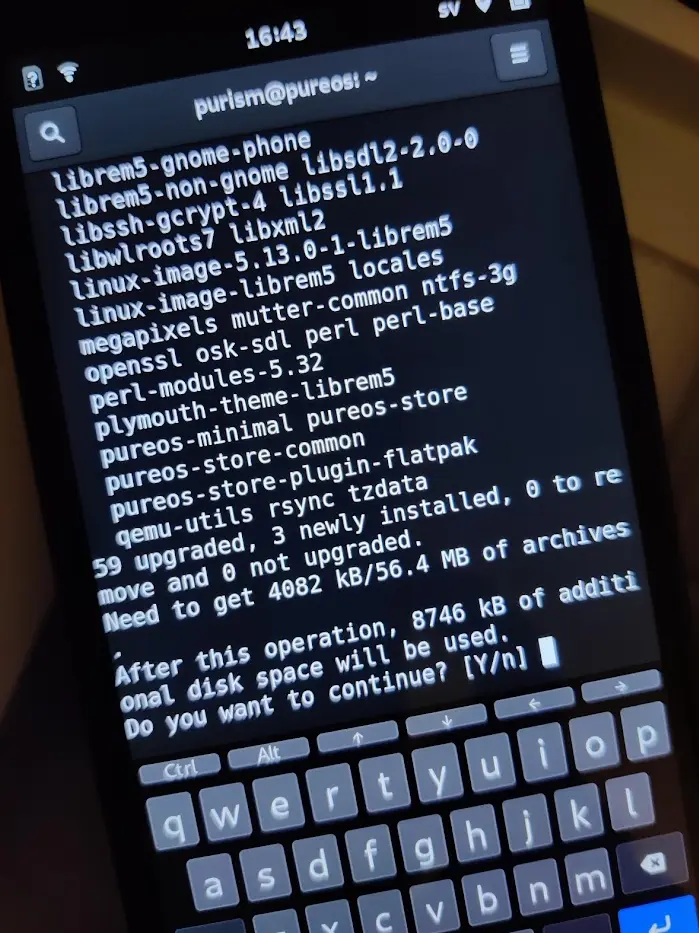 16:43
SV
purism@pureos: ~
librem5-gnome-phone
librem5-non-gnome libsdl2-2.0-0
libssh-gcrypt-4 libssl1.1
libwlroots7 libxml2
linux-image-5.13.0-1-librem5
linux-image-librem5 locales
megapixels mutter-common ntfs-3g
openssl osk-sdl perl perl-base
perl-modules-5.32
plymouth-theme-librem5
pureos-minimal pureos-store
pureos-store-common
pureos-store-plugin-flatpak
qemu-utils rsync tzdata
59 upgraded, 3 newly installed, 0 to re
move and 0 not upgraded.
Need to get 4082 kB/56.4 MB of archives
.
After this operation, 8746 kB of additi
onal disk space will be used.
Do you want to continue? [Y/n]
Ctrl Alt ↑ ↓ ← →
q w e r t y u i o p
a s d f g h j k l
x c v b n m